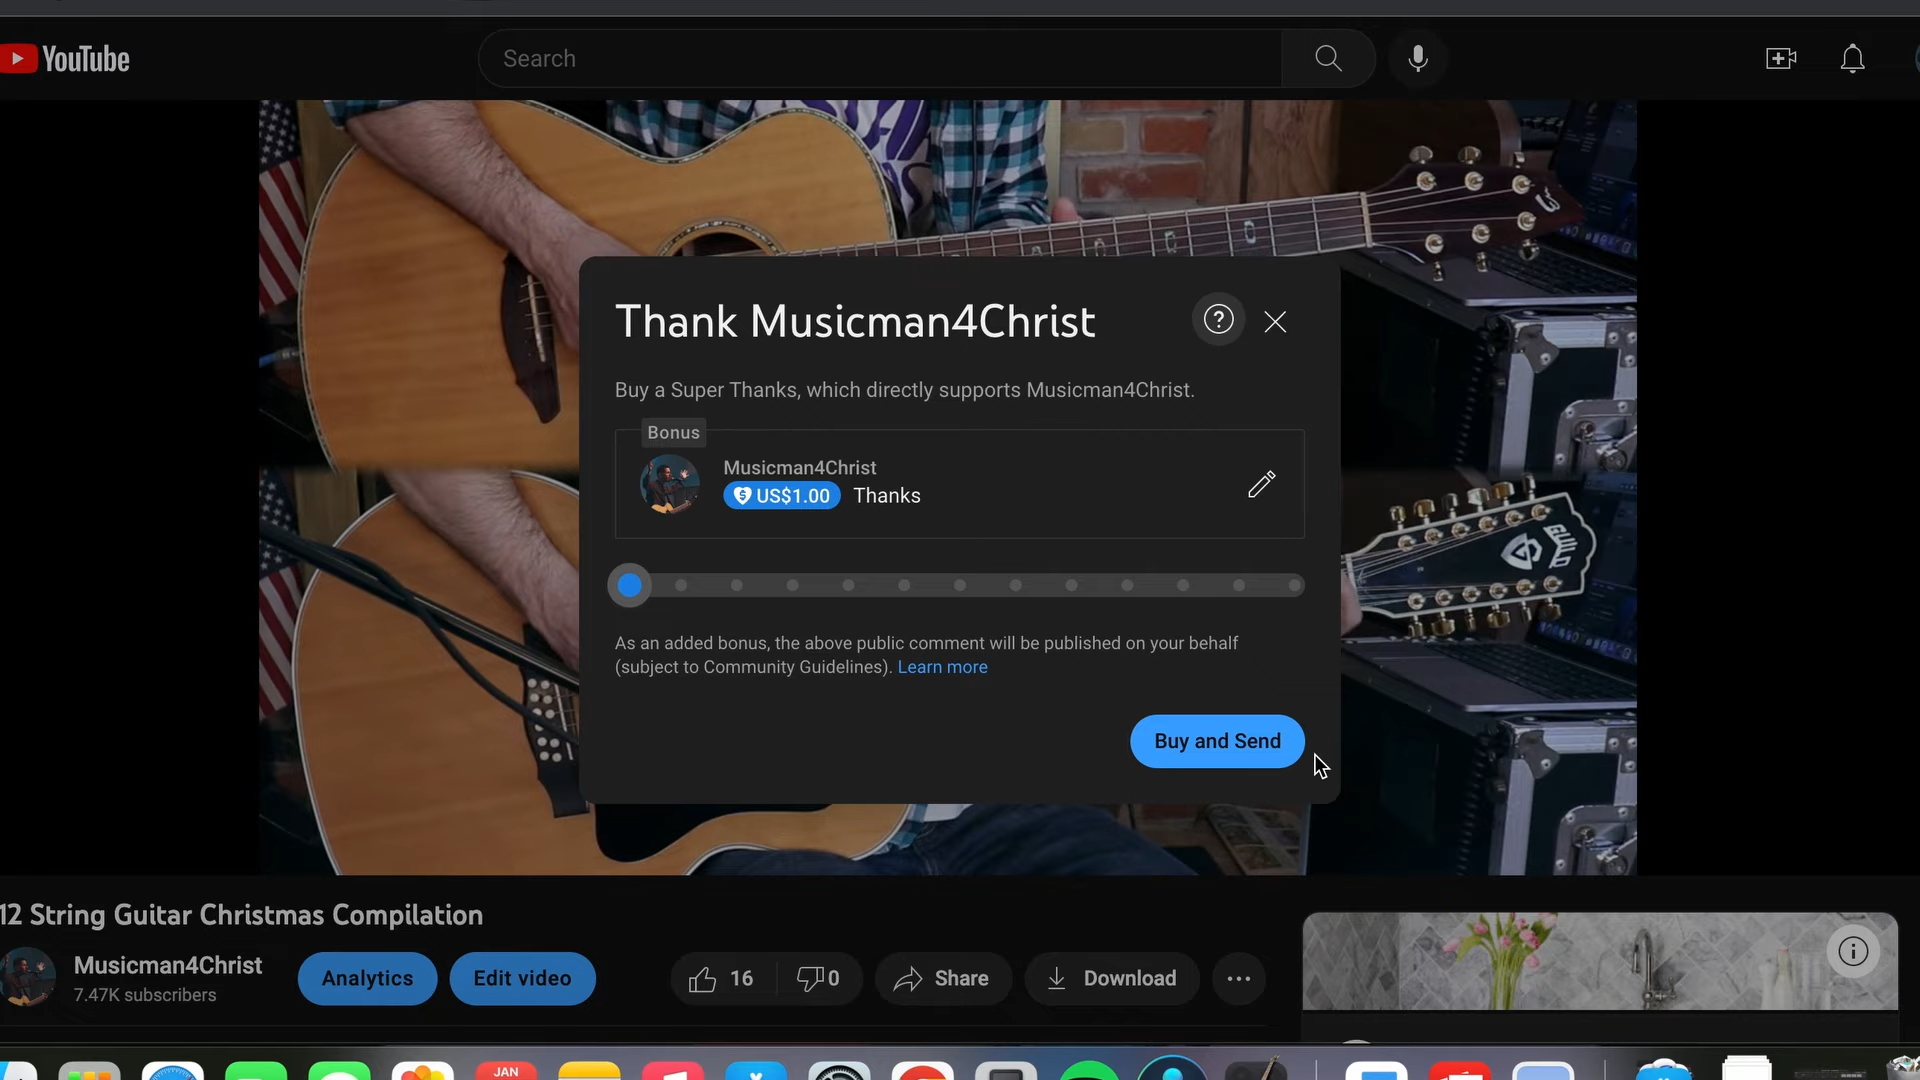 YouTube
Search
Thank Musicman4Christ
Buy a Super Thanks, which directly supports Musicman4Christ.
Bonus
Musicman4Christ
US$1.00 Thanks
GUILD
As an added bonus, the above public comment will be published on your behalf
(subject to Community Guidelines). Learn more
Buy and Send
12 String Guitar Christmas Compilation
Musicman4Christ
7.47K subscribers
Analytics
Edit video
16
0
Share
Download
JAN